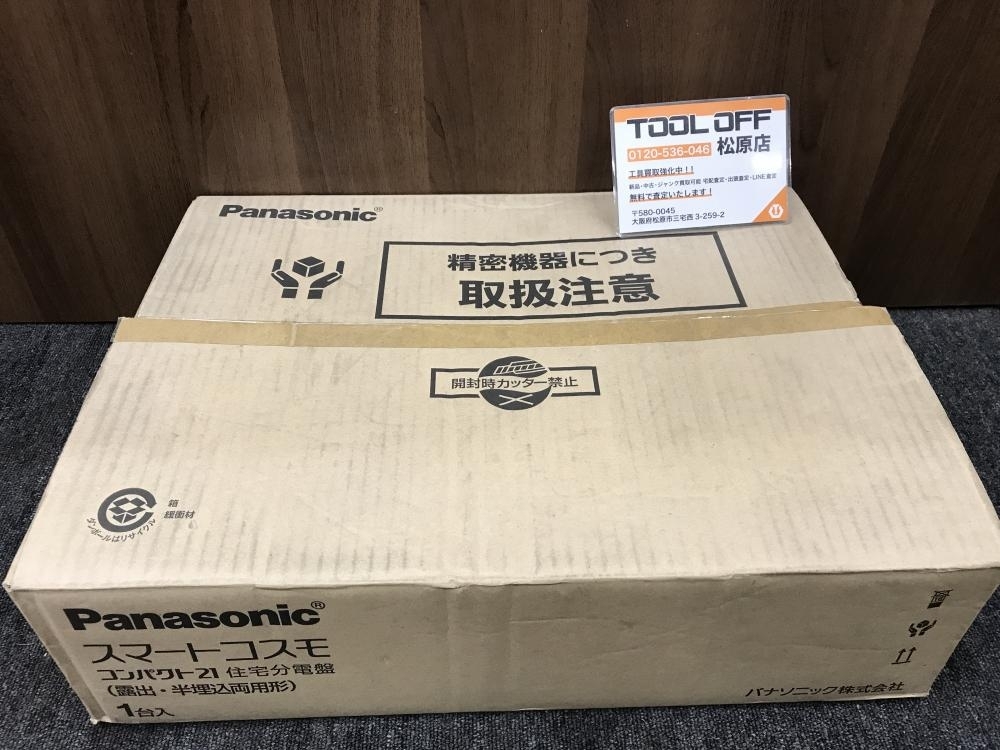 TOOL OFF
0120-536-046 松原店
工具買取強化中!!
新品・中古・ジャンク買取可能 宅配査定・出張査定・LINE査定
無料で査定いたします!
〒580-0045
大阪府松原市三宅西 3-259-2
Panasonic®
精密機器につき
取扱注意
開封時カッター禁止
箱
緩衝材
ダンボールはリサイクル
Panasonic®
スマートコスモ
コンパクト21 住宅分電盤
(露出・半埋込両用形)
1台入
パナソニック株式会社